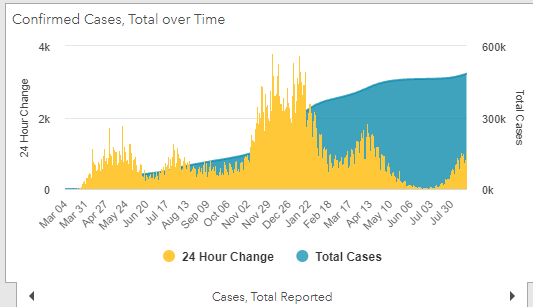 Confirmed Cases, Total over Time
4k
600k
24 Hour Change
Total Cases
2k
300k
0
0k
Mar 04
Mar 31
Apr 27
May 24
Jun 20
Jul 17
Aug 13
Sep 09
Oct 06
Nov 02
Nov 29
Dec 26
Jan 22
Feb 18
Mar 17
Apr 13
May 10
Jun 06
Jul 03
Jul 30
24 Hour Change
Total Cases
Cases, Total Reported